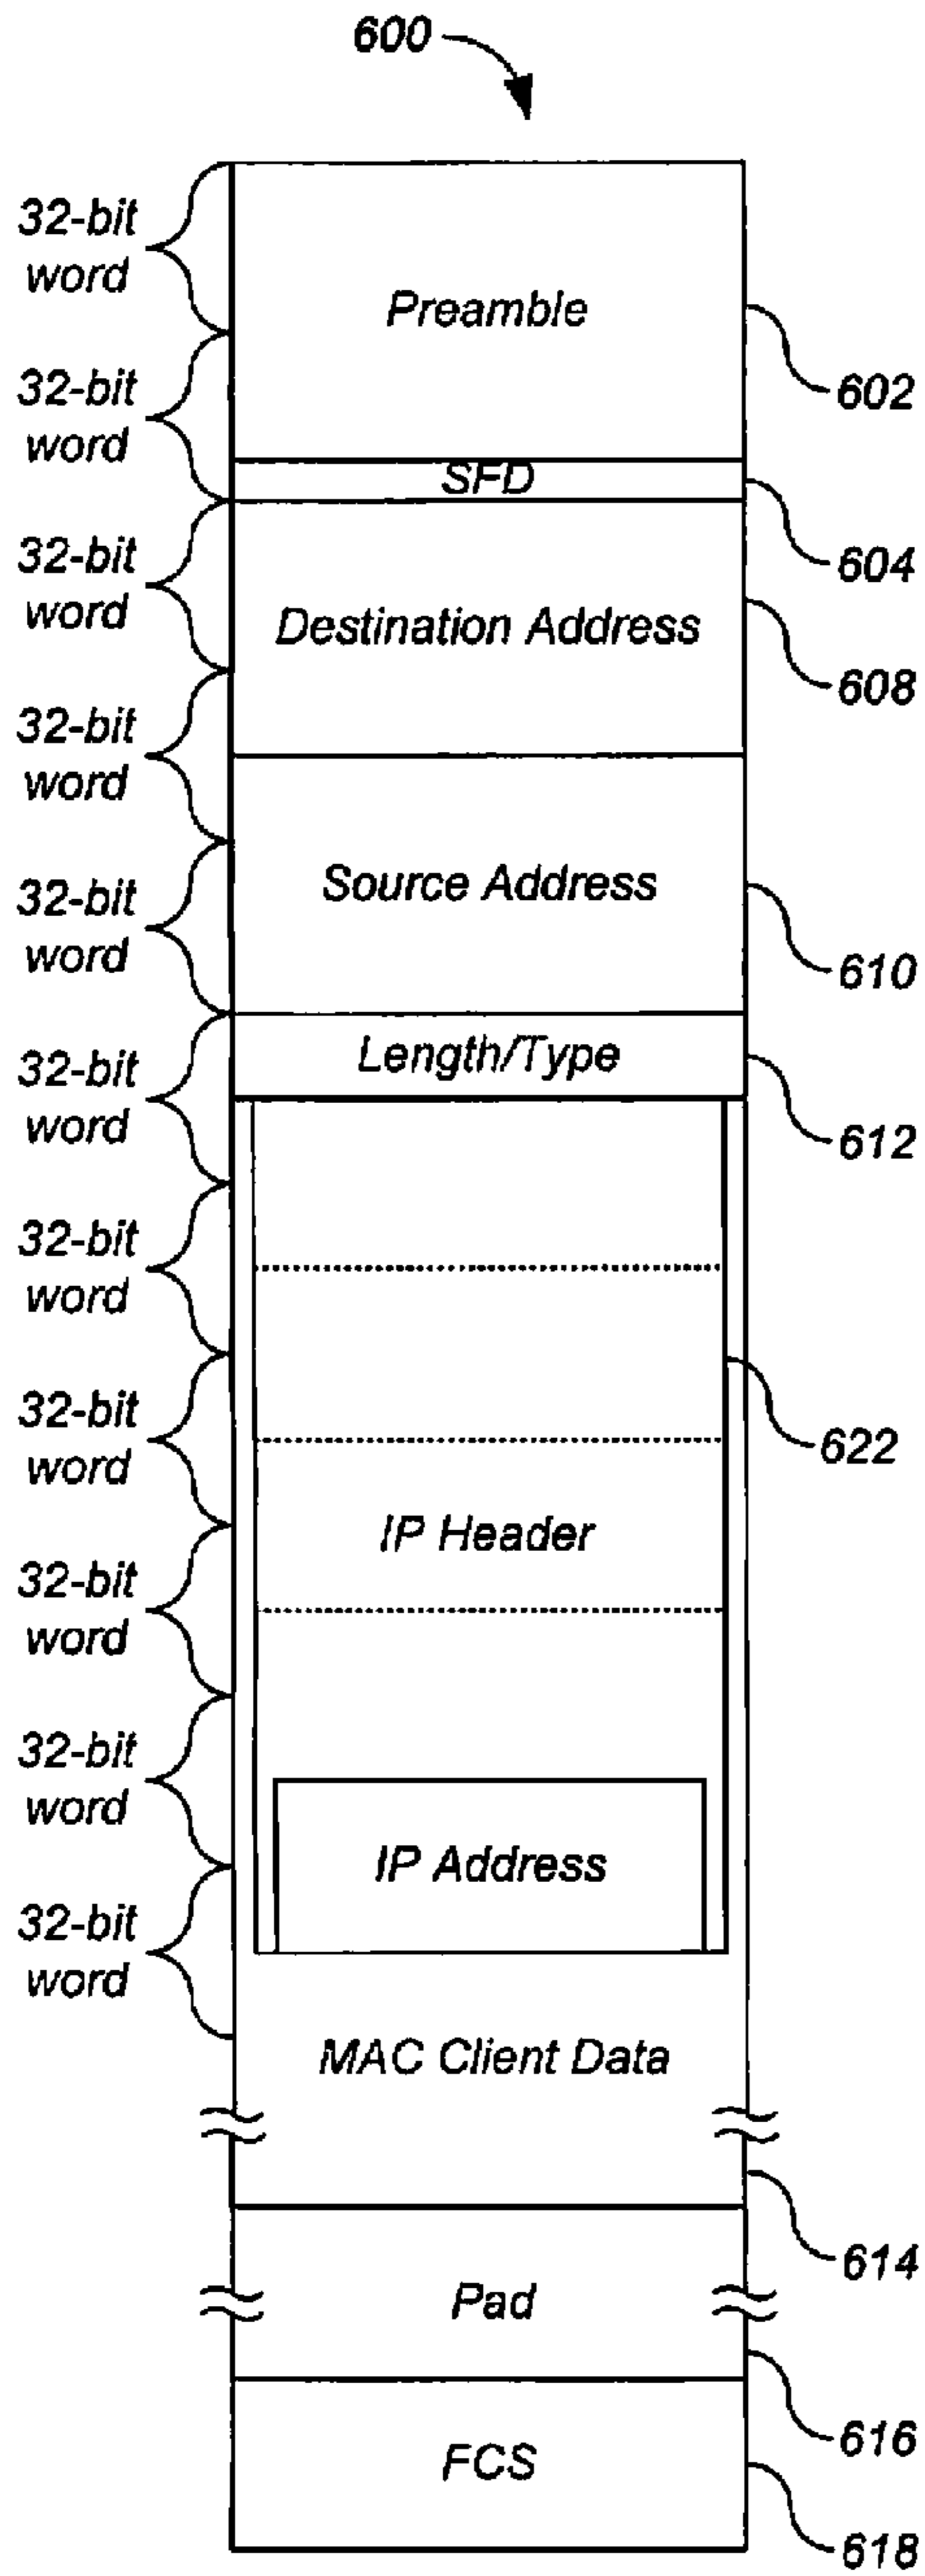 600
32-bit
word
Preamble
602
32-bit
word
SFD
604
32-bit
word
Destination Address
608
32-bit
word
Source Address
610
32-bit
word
Length/Type
612
32-bit
word
32-bit
word
622
32-bit
word
IP Header
32-bit
word
32-bit
word
IP Address
32-bit
word
MAC Client Data
614
Pad
616
FCS
618